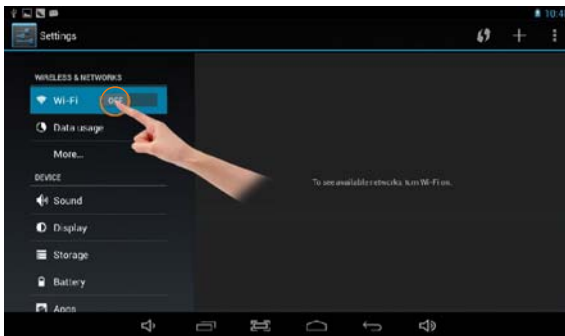 10:4
Settings
WIRELESS & NETWORKS
Wi-Fi OFF
Data usage
More...
DEVICE
To see available networks, turn Wi-Fi on.
Sound
Display
Storage
Battery
Apps